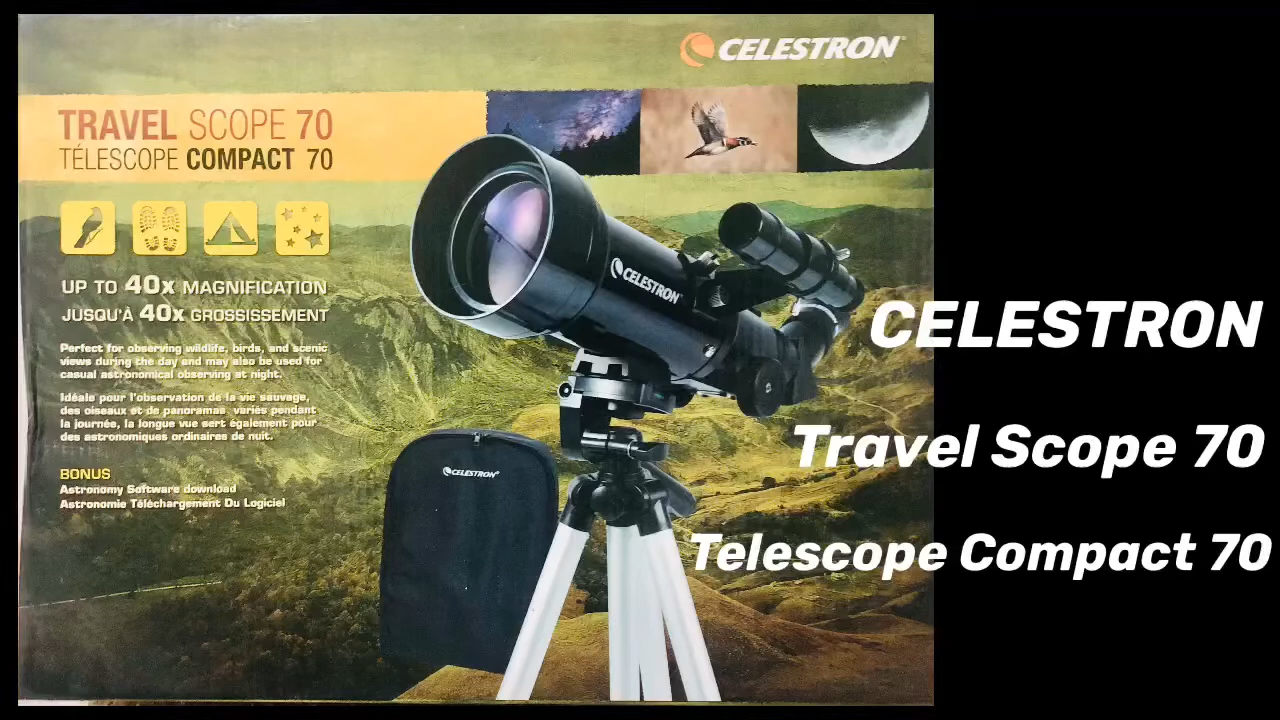 CELESTRON
TRAVEL SCOPE 70
TÉLESCOPE COMPACT 70
UP TO 40x MAGNIFICATION
JUSQU'À 40x GROSSISSEMENT
Perfect for observing wildlife, birds, and scenic
views during the day and may also be used for
casual astronomical observing at night.
Idéale pour l'observation de la vie sauvage,
des oiseaux et de panoramas variés pendant
la journée, la longue vue sert également pour
des astronomiques ordinaires de nuit.
BONUS
Astronomy Software download
Astronomie Téléchargement Du Logiciel
CELESTRON
CELESTRON
CELESTRON
Travel Scope 70
Telescope Compact 70